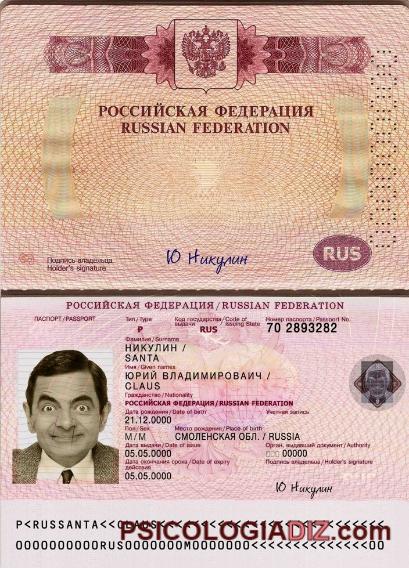 РОССИЙСКАЯ ФЕДЕРАЦИЯ
RUSSIAN FEDERATION
Подпись владельца
Holder's signature
Ю Никулин
RUS
РОССИЙСКАЯ ФЕДЕРАЦИЯ / RUSSIAN FEDERATION
ПАСПОРТ / PASSPORT
Тип / Type
Код государства / Code of
выдачи issuing State
Номер паспорта / Passport No.
P
RUS
70 2893282
Фамилия / Surname
НИКУЛИН /
SANTA
Имя / Given names
ЮРИЙ ВЛАДИМИРОВАИЧ /
CLAUS
Гражданство / Nationality
РОССИЙСКАЯ ФЕДЕРАЦИЯ / RUSSIAN FEDERATION
Дата рождения / Date of birth
Учетная запись
21.12.0000
Пол / Sex
Место рождения / Place of birth
М / M
СМОЛЕНСКАЯ ОБЛ. / RUSSIA
Дата выдачи / Date of issue
Орган, выдавший документ / Authority
05.05.0000
00000
Дата окончания срока / Date of expiry
действия
Подпись владельца / Holder's signature
05.05.0000
Ю Никулин
P<RUSSANTA<<CLAUS<<<<<<<<<<<<<<<<<<<<<<<<<<<
PSICOLOGIADIZ.com
0000000000RUS0000000M0000000<<<<<<<<<<<<<<00